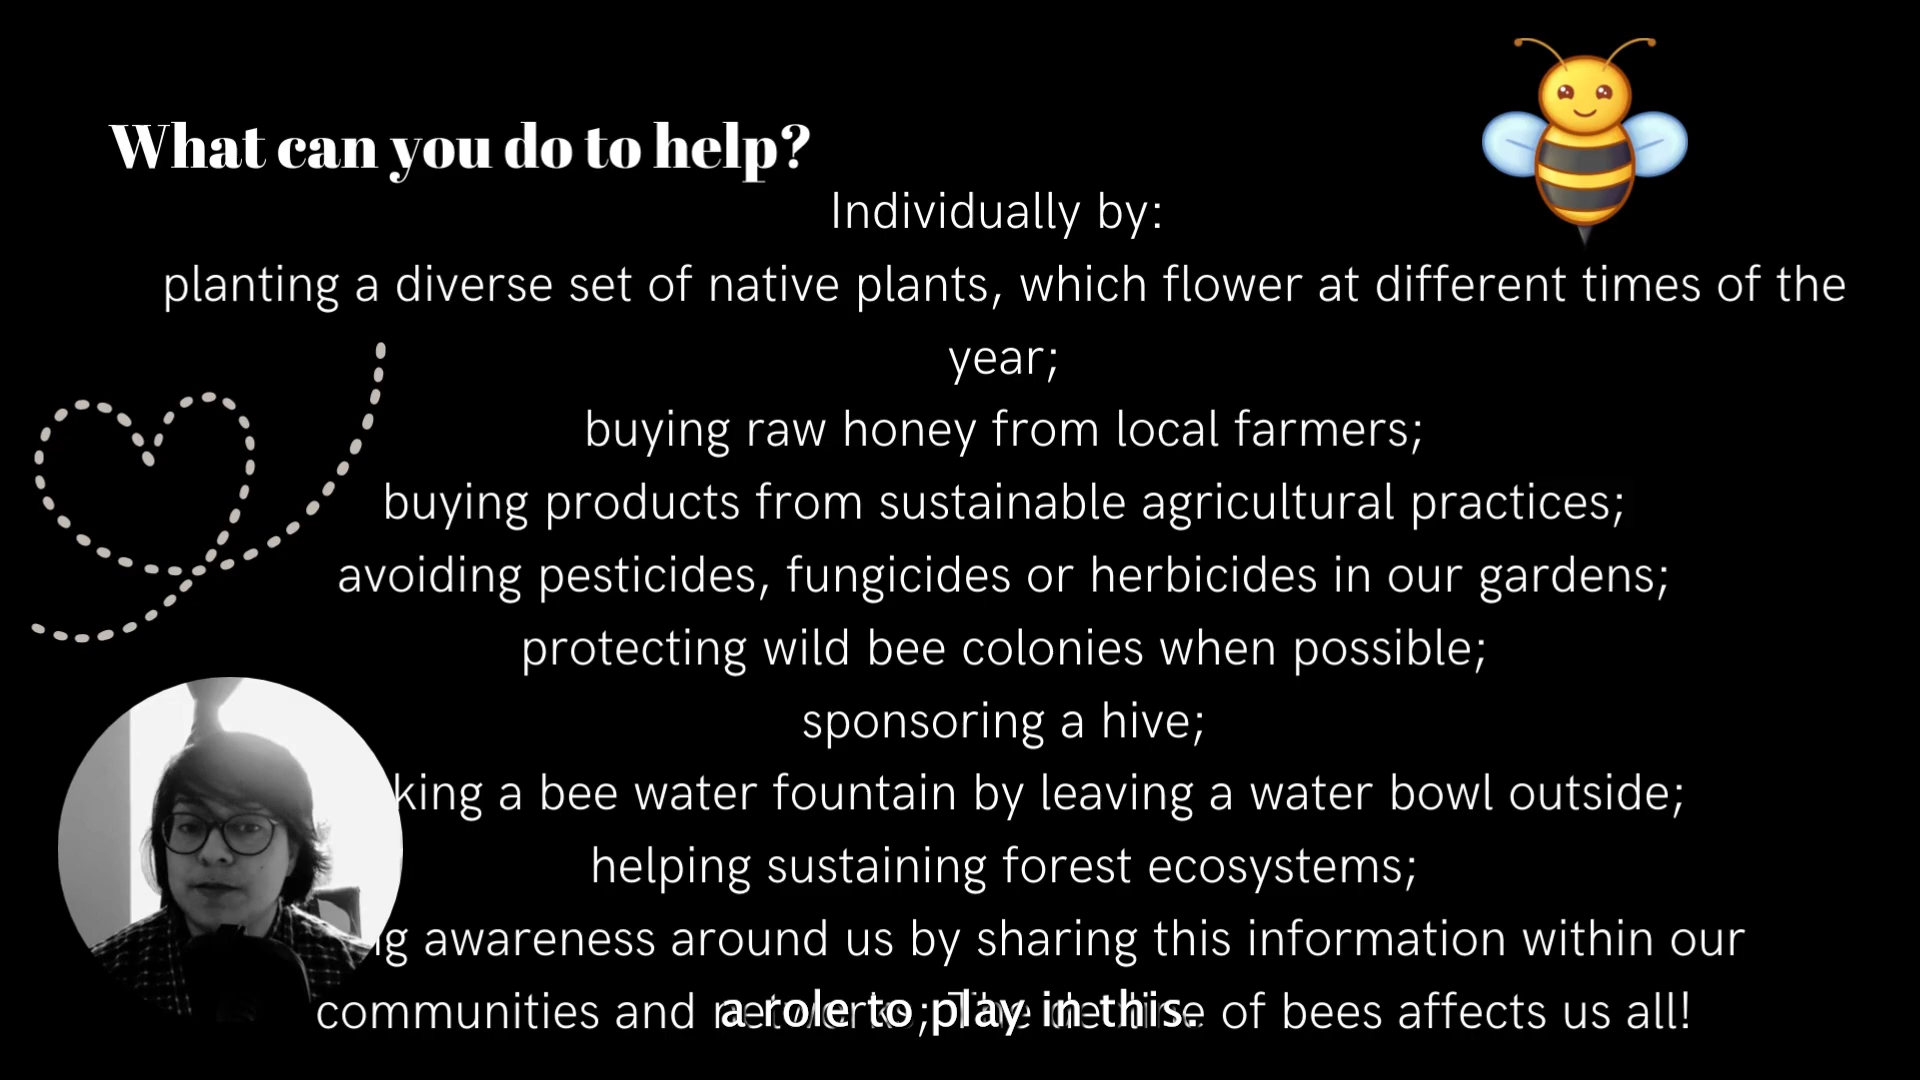 What can you do to help?
Individually by:
planting a diverse set of native plants, which flower at different times of the
year;
buying raw honey from local farmers;
buying products from sustainable agricultural practices;
avoiding pesticides, fungicides or herbicides in our gardens;
protecting wild bee colonies when possible;
sponsoring a hive;
king a bee water fountain by leaving a water bowl outside;
helping sustaining forest ecosystems;
awareness around us by sharing this information within our
communities and of bees affects us all!
a role to play in this.